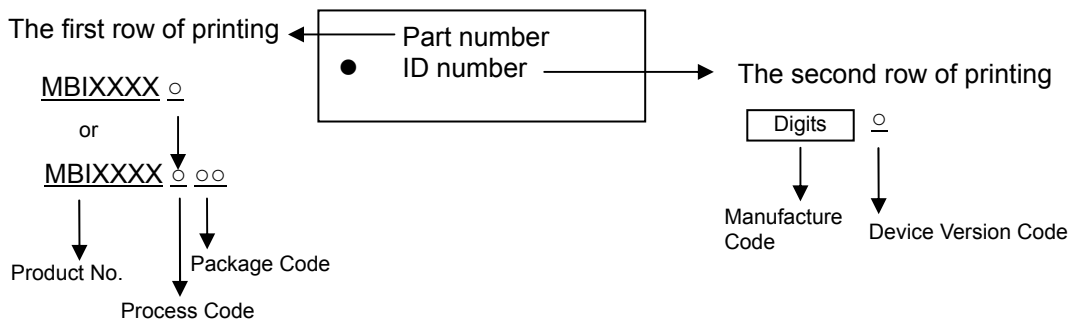 The first row of printing
Part number
ID number
The second row of printing
MBIXXXX ○
or
MBIXXXX ○ ○○
Product No.
Package Code
Process Code
Digits ○
Manufacture
Code
Device Version Code